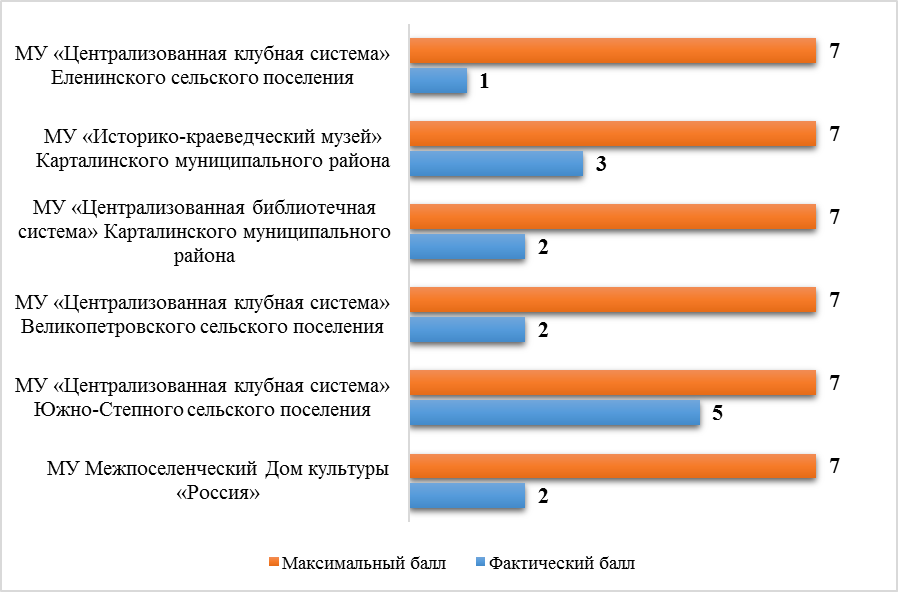 МУ «Централизованная клубная система»
Еленинского сельского поселения
7
1
МУ «Историко-краеведческий музей»
Карталинского муниципального района
7
3
МУ «Централизованная библиотечная
система» Карталинского муниципального
района
7
2
МУ «Централизованная клубная система»
Великопетровского сельского поселения
7
2
МУ «Централизованная клубная система»
Южно-Степного сельского поселения
7
5
МУ Межпоселенческий Дом культуры
«Россия»
7
2
Максимальный балл
Фактический балл